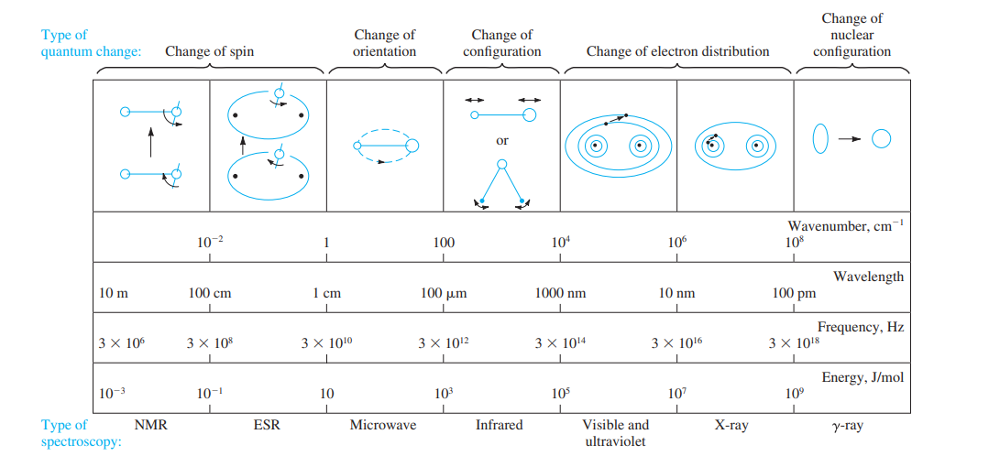 Type of
quantum change:
Change of spin
Change of
orientation
Change of
configuration
Change of electron distribution
Change of
nuclear
configuration
or
Wavenumber, cm⁻¹
10⁻² 1 100 10⁴ 10⁶ 10⁸
Wavelength
10 m 100 cm 1 cm 100 μm 1000 nm 10 nm 100 pm
Frequency, Hz
3 × 10⁶ 3 × 10⁸ 3 × 10¹⁰ 3 × 10¹² 3 × 10¹⁴ 3 × 10¹⁶ 3 × 10¹⁸
Energy, J/mol
10⁻³ 10⁻¹ 10 10³ 10⁵ 10⁷ 10⁹
Type of
spectroscopy:
NMR
ESR
Microwave
Infrared
Visible and
ultraviolet
X-ray
γ-ray